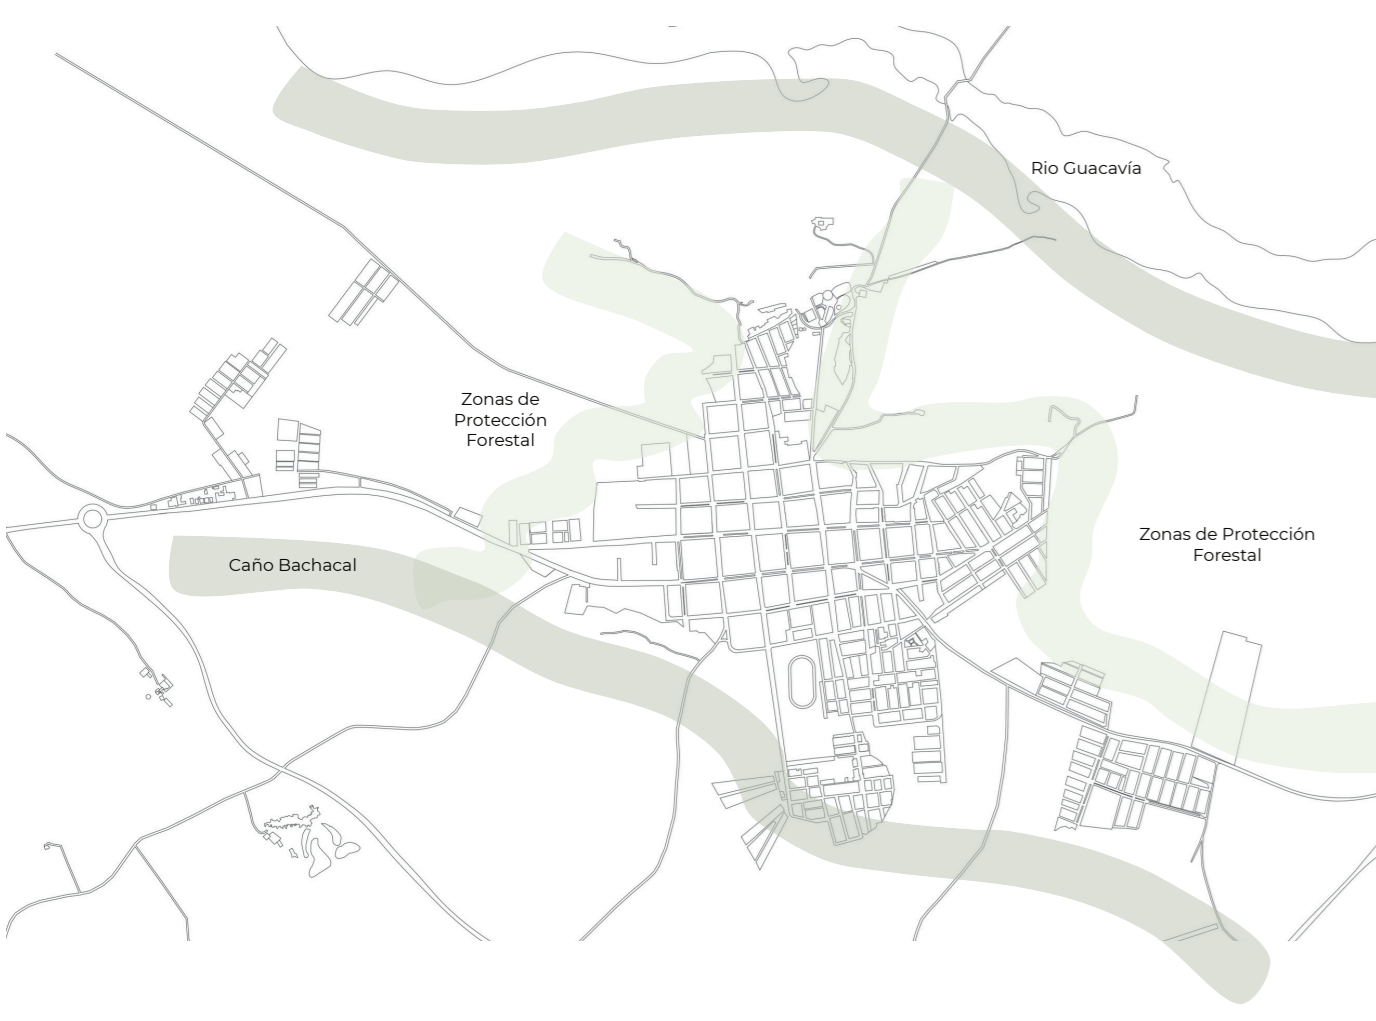 Rio Guacavía
Zonas de
Protección
Forestal
Zonas de Protección
Forestal
Caño Bachacal